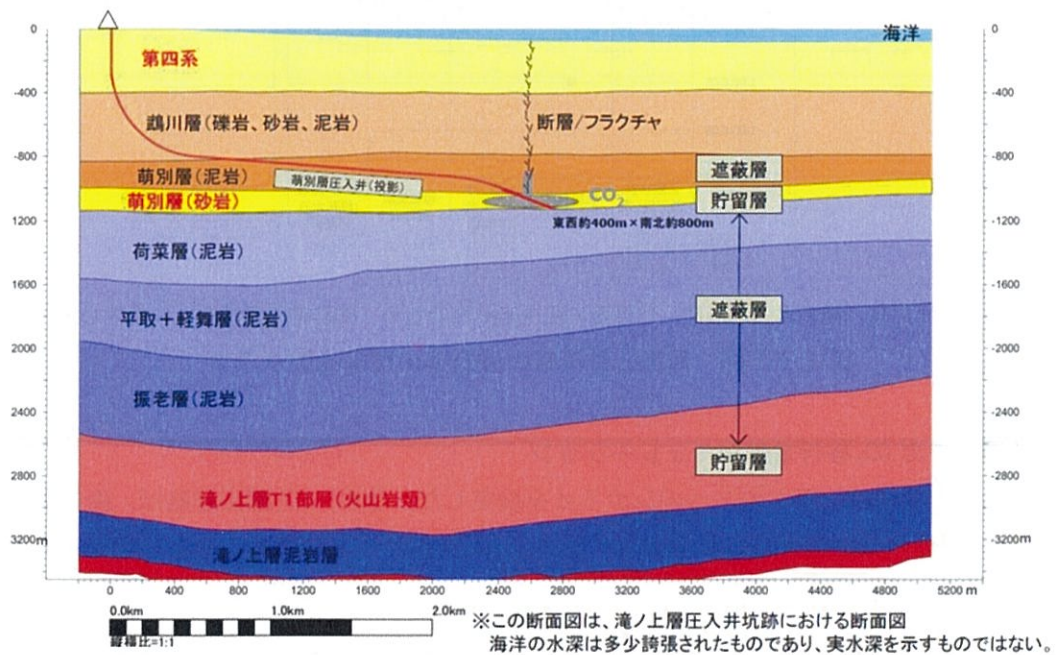 0
-400
-800
1200
1600
2000
2400
2800
3200m
0
-400
-800
-1200
-1600
-2000
-2400
-2800
-3200m
海洋
第四系
鵡川層(礫岩、砂岩、泥岩)
断層/フラクチャ
萌別層(泥岩)
遮蔽層
萌別層圧入井(投影)
萌別層(砂岩)
CO₂
貯留層
東西約400m×南北約800m
荷菜層(泥岩)
平取+軽舞層(泥岩)
遮蔽層
振老層(泥岩)
貯留層
滝ノ上層T1部層(火山岩類)
滝ノ上層泥岩層
0 400 800 1200 1600 2000 2400 2800 3200 3600 4000 4400 4800 5200 m
0.0km 1.0km 2.0km
縦横比=1:1
※この断面図は、滝ノ上層圧入井坑跡における断面図
海洋の水深は多少誇張されたものであり、実水深を示すものではない。